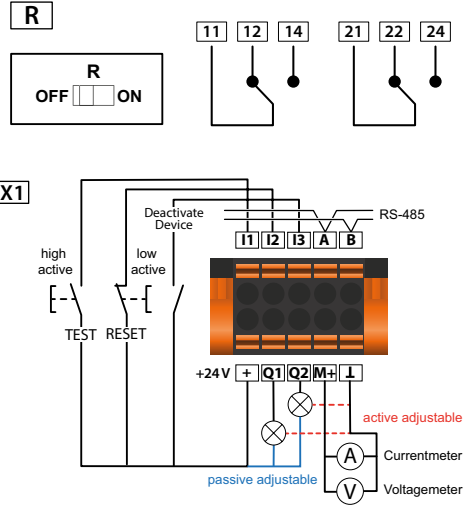 R
11 12 14 21 22 24
R
OFF ON
X1
Deactivate
Device
RS-485
I1 I2 I3 A B
high
active
low
active
TEST RESET
+24 V + Q1 Q2 M+ ⊥
active adjustable
passive adjustable
A Currentmeter
V Voltagemeter